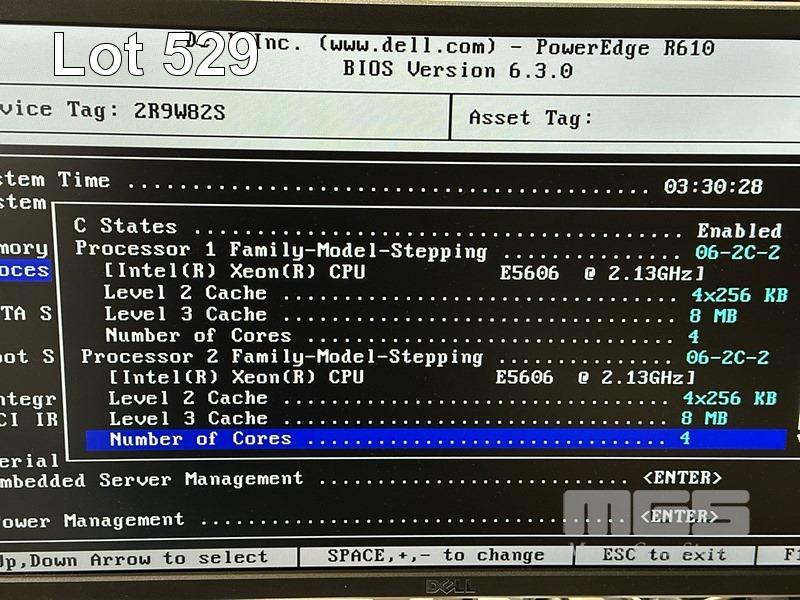 Lot 529
Inc. (www.dell.com) - PowerEdge R610
BIOS Version 6.3.0
vice Tag: 2R9W82S
Asset Tag:
stem Time ........................................ 03:30:28
stem
C States ........................................ Enabled
mory
Processor 1 Family-Model-Stepping ................ 06-2C-2
oces
[Intel(R) Xeon(R) CPU E5606 @ 2.13GHz]
Level 2 Cache ................................ 4x256 KB
TA S
Level 3 Cache ................................ 8 MB
Number of Cores .............................. 4
oot S
Processor 2 Family-Model-Stepping ................ 06-2C-2
[Intel(R) Xeon(R) CPU E5606 @ 2.13GHz]
ntegr
Level 2 Cache ................................ 4x256 KB
CI IR
Level 3 Cache ................................ 8 MB
Number of Cores .............................. 4
erial
mbedded Server Management ........................ <ENTER>
ower Management ................................ <ENTER>
MCS
Up,Down Arrow to select
SPACE,+,- to change
ESC to exit
F1
DELL